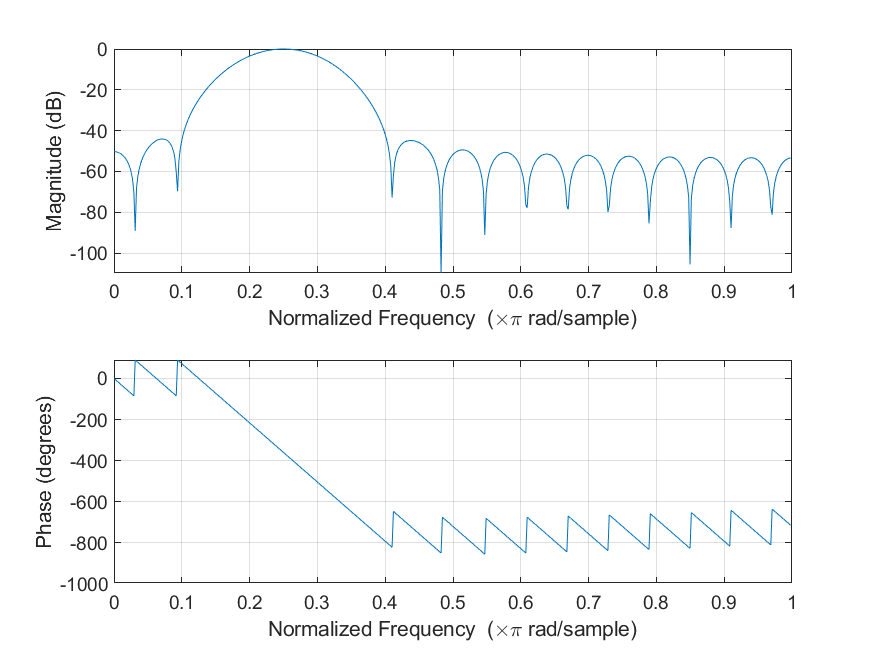 0
-20
-40
-60
-80
-100
Magnitude (dB)
0 0.1 0.2 0.3 0.4 0.5 0.6 0.7 0.8 0.9 1
Normalized Frequency (×π rad/sample)
0
-200
-400
-600
-800
-1000
Phase (degrees)
0 0.1 0.2 0.3 0.4 0.5 0.6 0.7 0.8 0.9 1
Normalized Frequency (×π rad/sample)